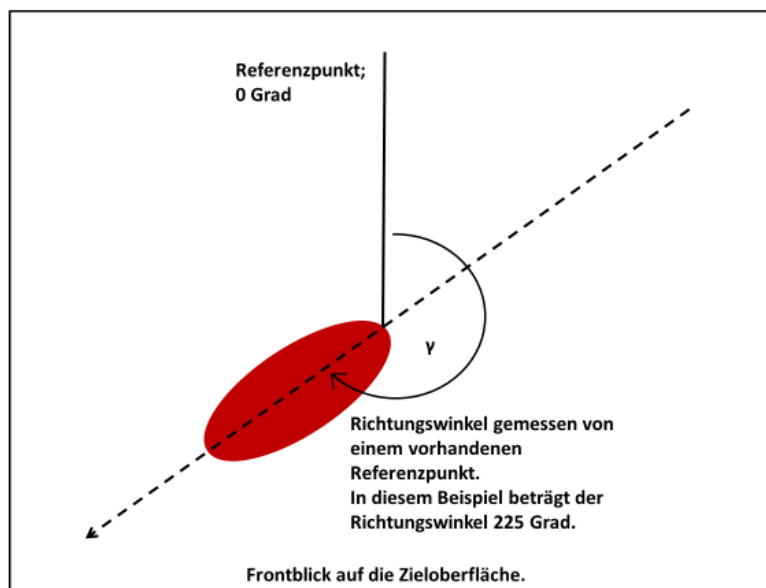 Referenzpunkt;
0 Grad
γ
Richtungswinkel gemessen von
einem vorhandenen
Referenzpunkt.
In diesem Beispiel beträgt der
Richtungswinkel 225 Grad.
Frontblick auf die Zieloberfläche.